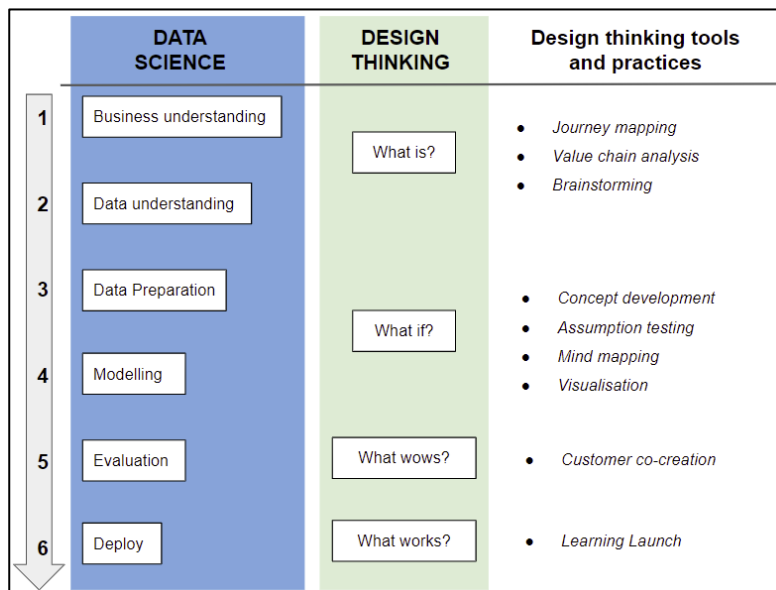 DATA
SCIENCE
DESIGN
THINKING
Design thinking tools
and practices
1
Business understanding
What is?
● Journey mapping
● Value chain analysis
● Brainstorming
2
Data understanding
3
Data Preparation
What if?
● Concept development
● Assumption testing
● Mind mapping
● Visualisation
4
Modelling
5
Evaluation
What wows?
● Customer co-creation
6
Deploy
What works?
● Learning Launch